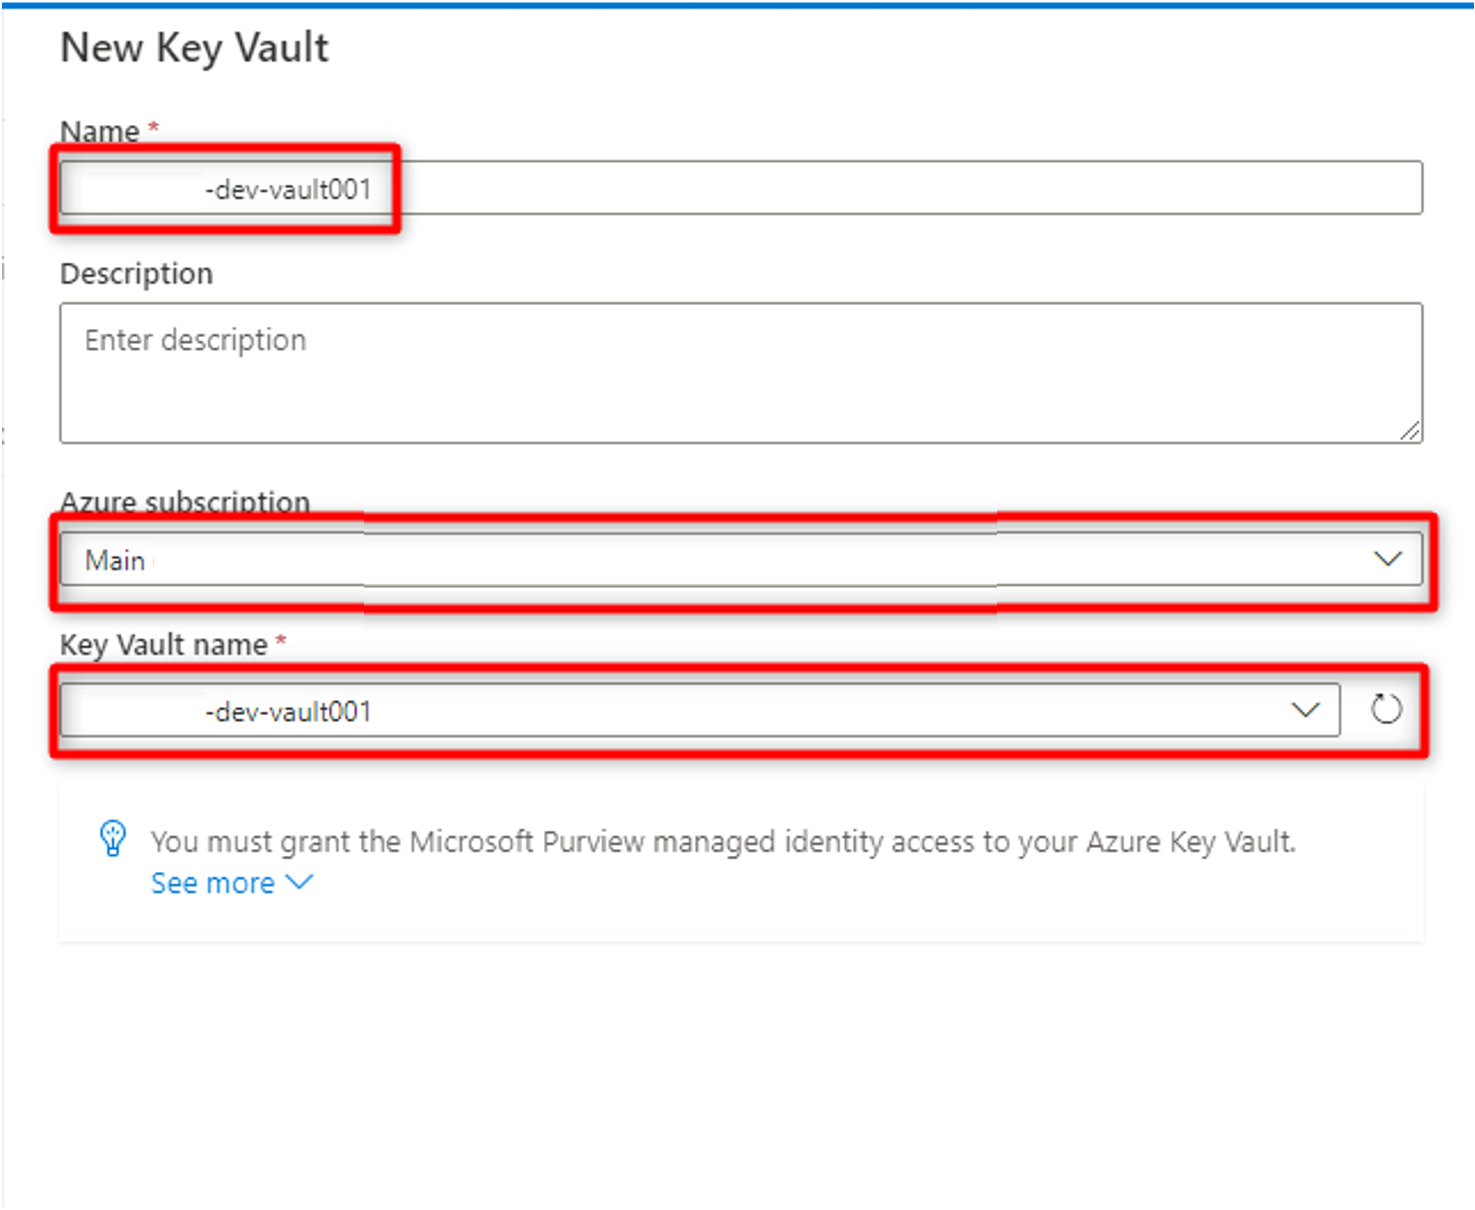 New Key Vault
Name *
-dev-vault001
Description
Enter description
Azure subscription
Main
Key Vault name *
-dev-vault001
You must grant the Microsoft Purview managed identity access to your Azure Key Vault.
See more